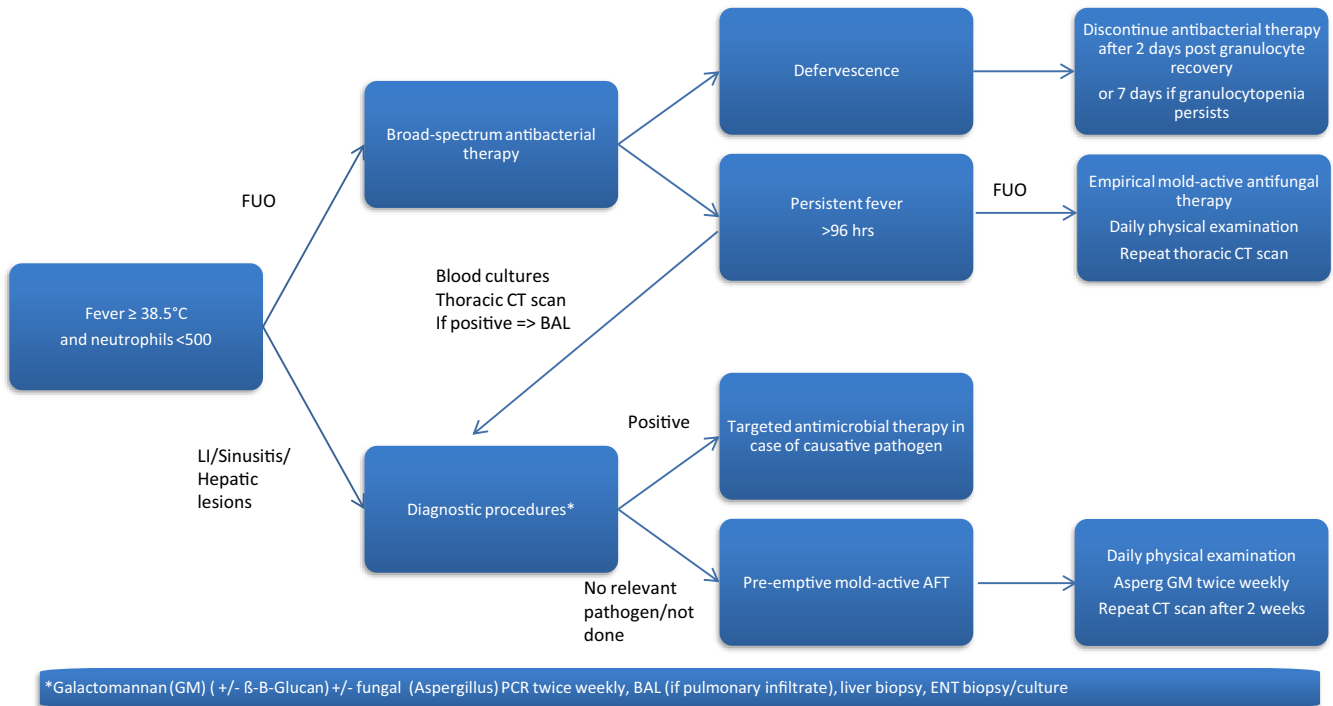 Fever ≥ 38.5°C
and neutrophils <500
FUO
LI/Sinusitis/
Hepatic
lesions
Broad-spectrum antibacterial
therapy
Defervescence
Discontinue antibacterial therapy
after 2 days post granulocyte
recovery
or 7 days if granulocytopenia
persists
Persistent fever
>96 hrs
FUO
Empirical mold-active antifungal
therapy
Daily physical examination
Repeat thoracic CT scan
Blood cultures
Thoracic CT scan
If positive => BAL
Diagnostic procedures*
Positive
Targeted antimicrobial therapy in
case of causative pathogen
No relevant
pathogen/not
done
Pre-emptive mold-active AFT
Daily physical examination
Asperg GM twice weekly
Repeat CT scan after 2 weeks
*Galactomannan (GM) ( +/- ß-B-Glucan) +/- fungal (Aspergillus) PCR twice weekly, BAL (if pulmonary infiltrate), liver biopsy, ENT biopsy/culture